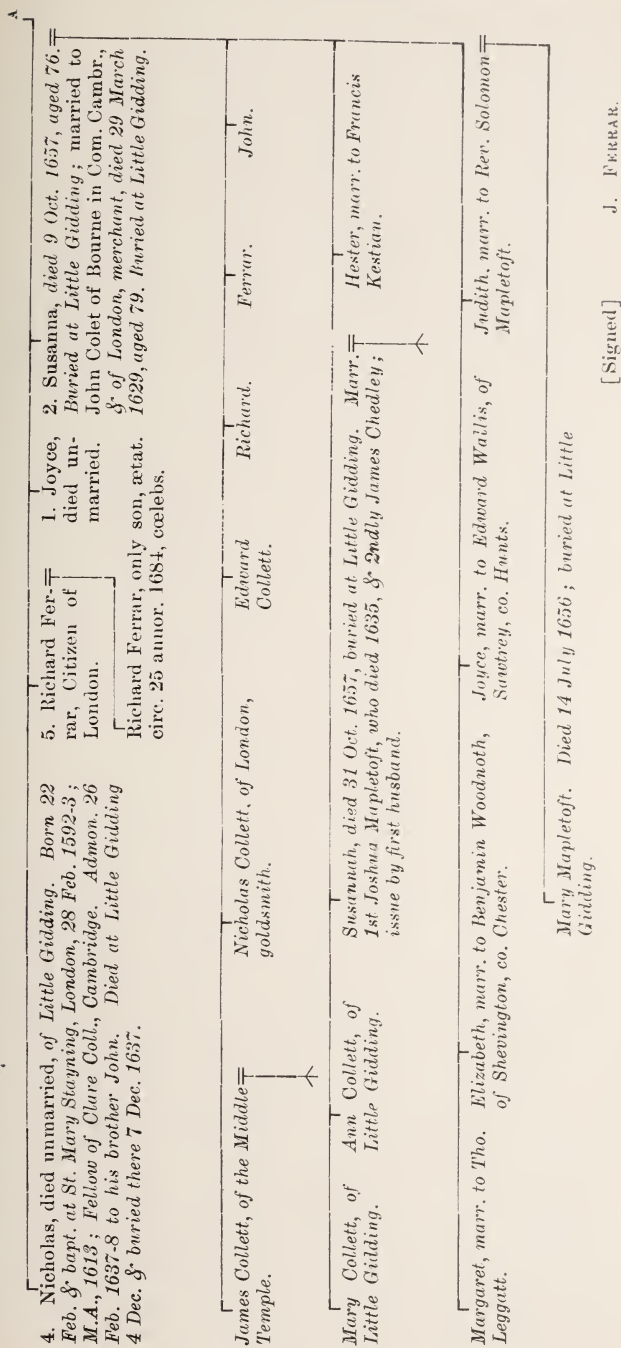 A
4. Nicholas, died unmarried, of Little Gidding. Born 22
Feb. & bapt. at St. Mary Stayning, London, 28 Feb. 1592-3;
M.A., 1613; Fellow of Clare Coll., Cambridge. Admon. 26
Feb. 1637-8 to his brother John. Died at Little Gidding
4 Dec. & buried there 7 Dec. 1637.
5. Richard Fer-
rar, Citizen of
London.
Richard Ferrar, only son, ætat.
circ. 25 annor. 1684, cœlebs.
1. Joyce,
died un-
married.
2. Susanna, died 9 Oct. 1657, aged 76.
Buried at Little Gidding; married to
John Colet of Bourne in Com. Cambr.,
& of London, merchant, died 29 March
1629, aged 79. Buried at Little Gidding.
James Collett, of the Middle
Temple.
Nicholas Collett, of London,
goldsmith.
Edward
Collett.
Richard.
Ferrar.
John.
Mary Collett, of
Little Gidding.
Ann Collett, of
Little Gidding.
Susannah, died 31 Oct. 1657, buried at Little Gidding. Marr.
1st Joshua Mapletoft, who died 1635, & 2ndly James Chedley;
issue by first husband.
Hester, marr. to Francis
Kestian.
Margaret, marr. to Tho.
Leggatt.
Elizabeth, marr. to Benjamin Woodnoth,
of Shevington, co. Chester.
Joyce, marr. to Edward Wallis, of
Sawtrey, co. Hunts.
Judith, marr. to Rev. Solomon
Mapletoft.
Mary Mapletoft. Died 14 July 1656; buried at Little
Gidding.
[Signed] J. FERRAR.